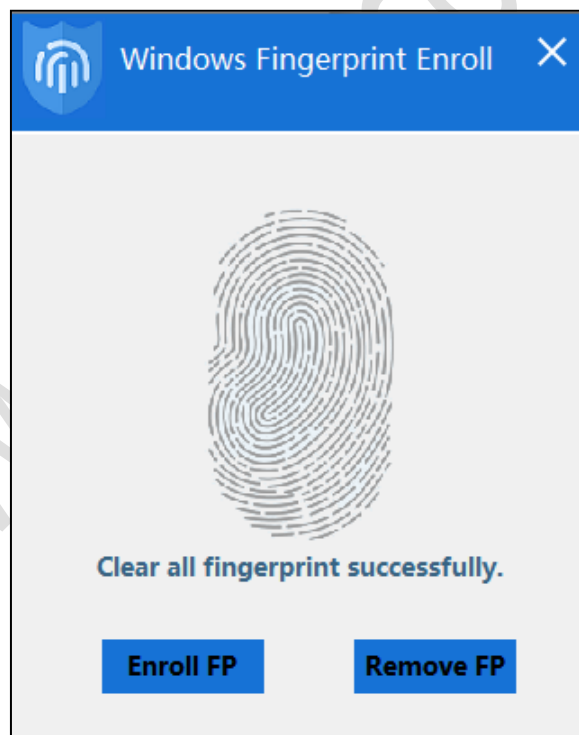 Windows Fingerprint Enroll
Clear all fingerprint successfully.
Enroll FP
Remove FP